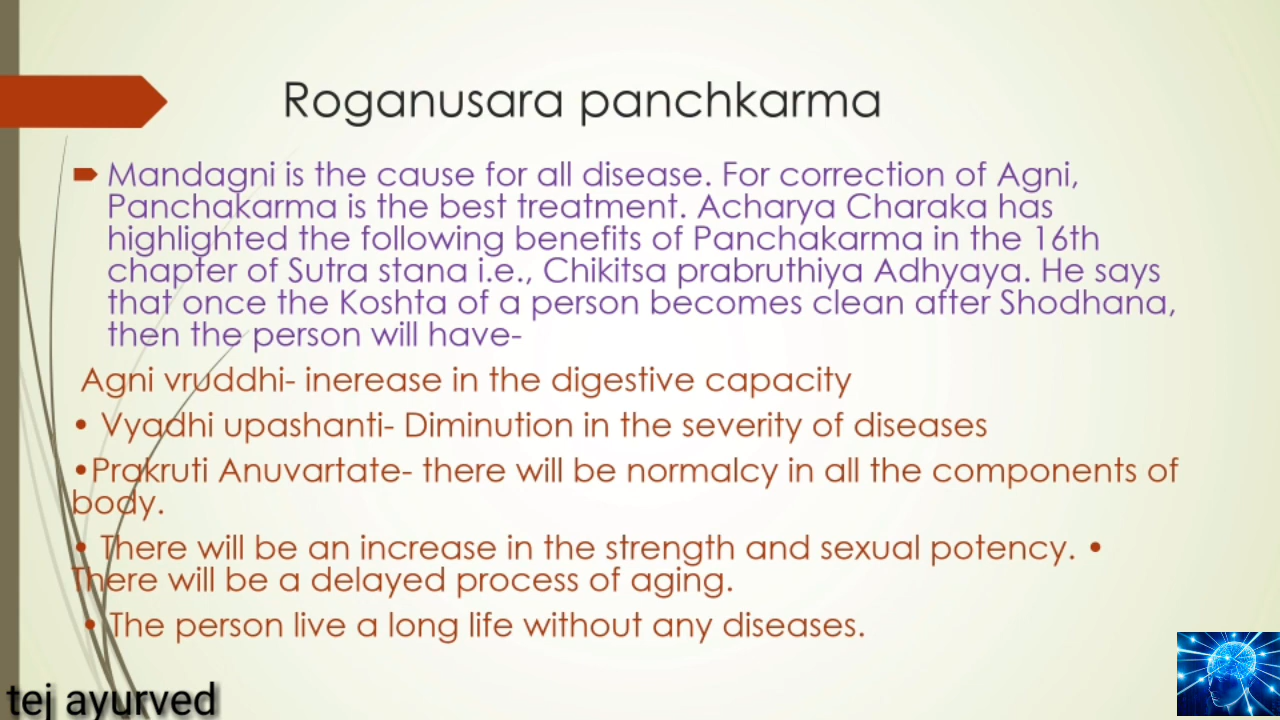 Roganusara panchkarma
Mandagni is the cause for all disease. For correction of Agni,
Panchakarma is the best treatment. Acharya Charaka has
highlighted the following benefits of Panchakarma in the 16th
chapter of Sutra stana i.e., Chikitsa prabruthiya Adhyaya. He says
that once the Koshta of a person becomes clean after Shodhana,
then the person will have-
Agni vruddhi- inerease in the digestive capacity
• Vyadhi upashanti- Diminution in the severity of diseases
•Prakruti Anuvartate- there will be normalcy in all the components of
body.
• There will be an increase in the strength and sexual potency. •
There will be a delayed process of aging.
• The person live a long life without any diseases.
tej ayurved